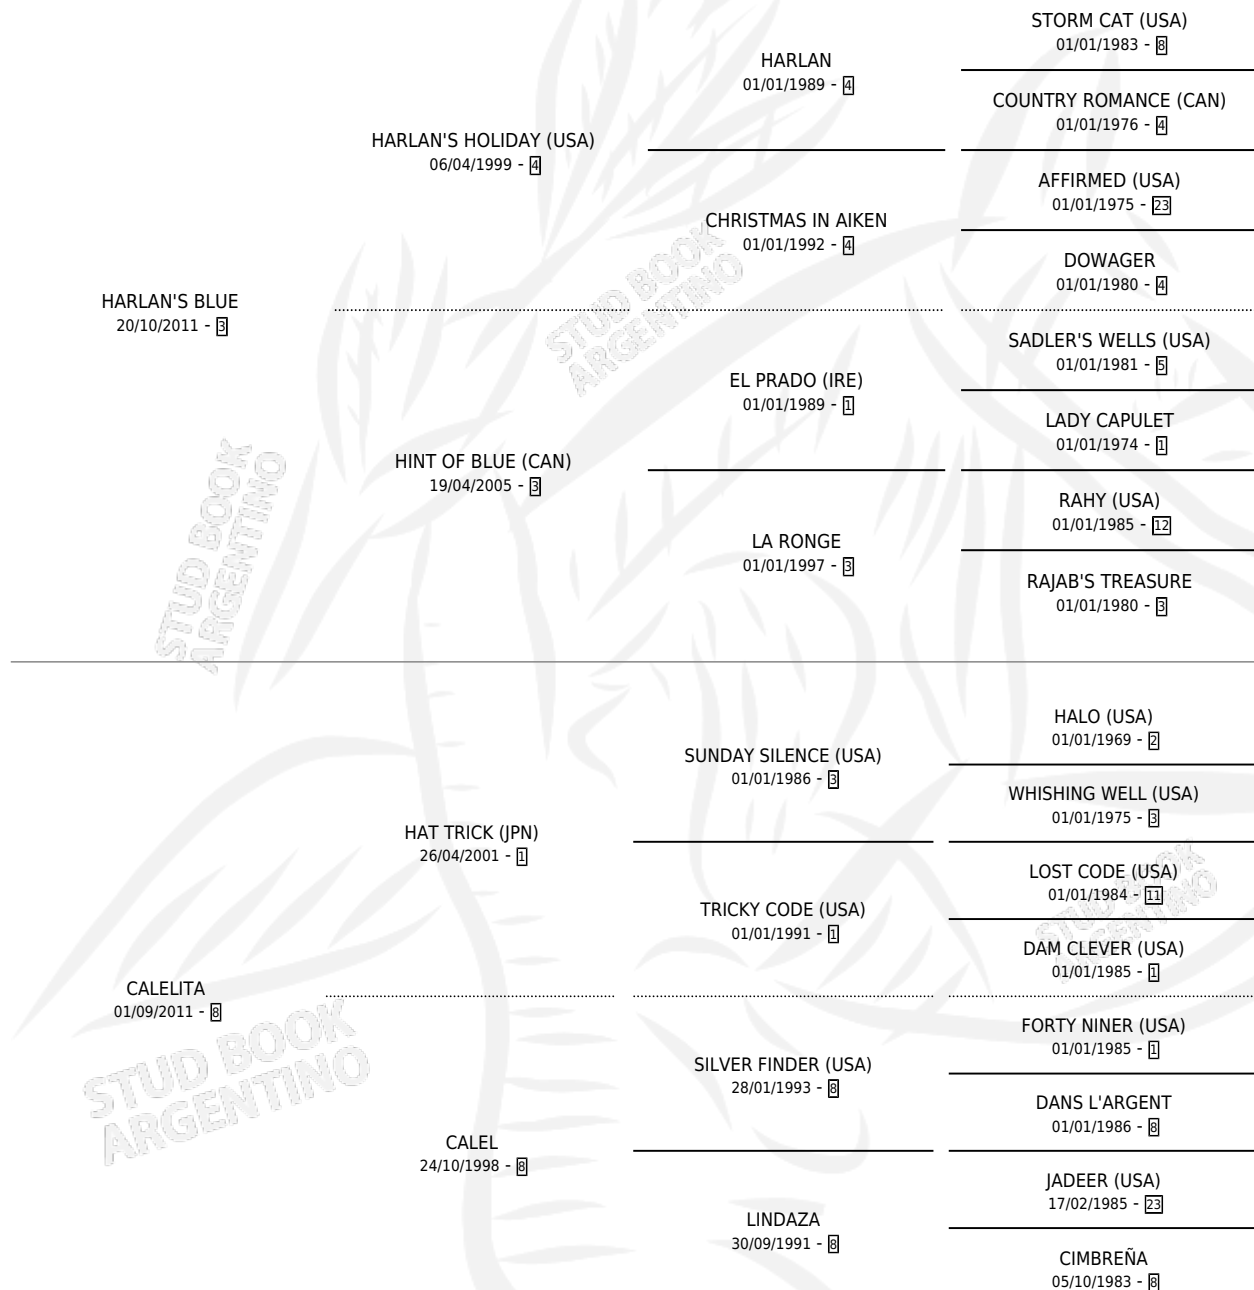 STORM CAT (USA)
01/01/1983 - 8
HARLAN
01/01/1989 - 4
COUNTRY ROMANCE (CAN)
01/01/1976 - 4
HARLAN'S HOLIDAY (USA)
06/04/1999 - 4
AFFIRMED (USA)
01/01/1975 - 23
CHRISTMAS IN AIKEN
01/01/1992 - 4
DOWAGER
01/01/1980 - 4
HARLAN'S BLUE
20/10/2011 - 3
STUD BOOK
ARGENTINO
SADLER'S WELLS (USA)
01/01/1981 - 5
EL PRADO (IRE)
01/01/1989 - 1
LADY CAPULET
01/01/1974 - 1
HINT OF BLUE (CAN)
19/04/2005 - 3
RAHY (USA)
01/01/1985 - 12
LA RONGE
01/01/1997 - 3
RAJAB'S TREASURE
01/01/1980 - 3
STUD BOOK
ARGENTINO
HALO (USA)
01/01/1969 - 2
SUNDAY SILENCE (USA)
01/01/1986 - 3
WHISHING WELL (USA)
01/01/1975 - 3
HAT TRICK (JPN)
26/04/2001 - 1
LOST CODE (USA)
01/01/1984 - 11
TRICKY CODE (USA)
01/01/1991 - 1
STUD BOOK
ARGENTINO
DAM CLEVER (USA)
01/01/1985 - 1
CALELITA
01/09/2011 - 8
FORTY NINER (USA)
01/01/1985 - 1
SILVER FINDER (USA)
28/01/1993 - 8
STUD BOOK
ARGENTINO
DANS L'ARGENT
01/01/1986 - 8
CALEL
24/10/1998 - 8
JADEER (USA)
17/02/1985 - 23
LINDAZA
30/09/1991 - 8
CIMBREÑA
05/10/1983 - 8